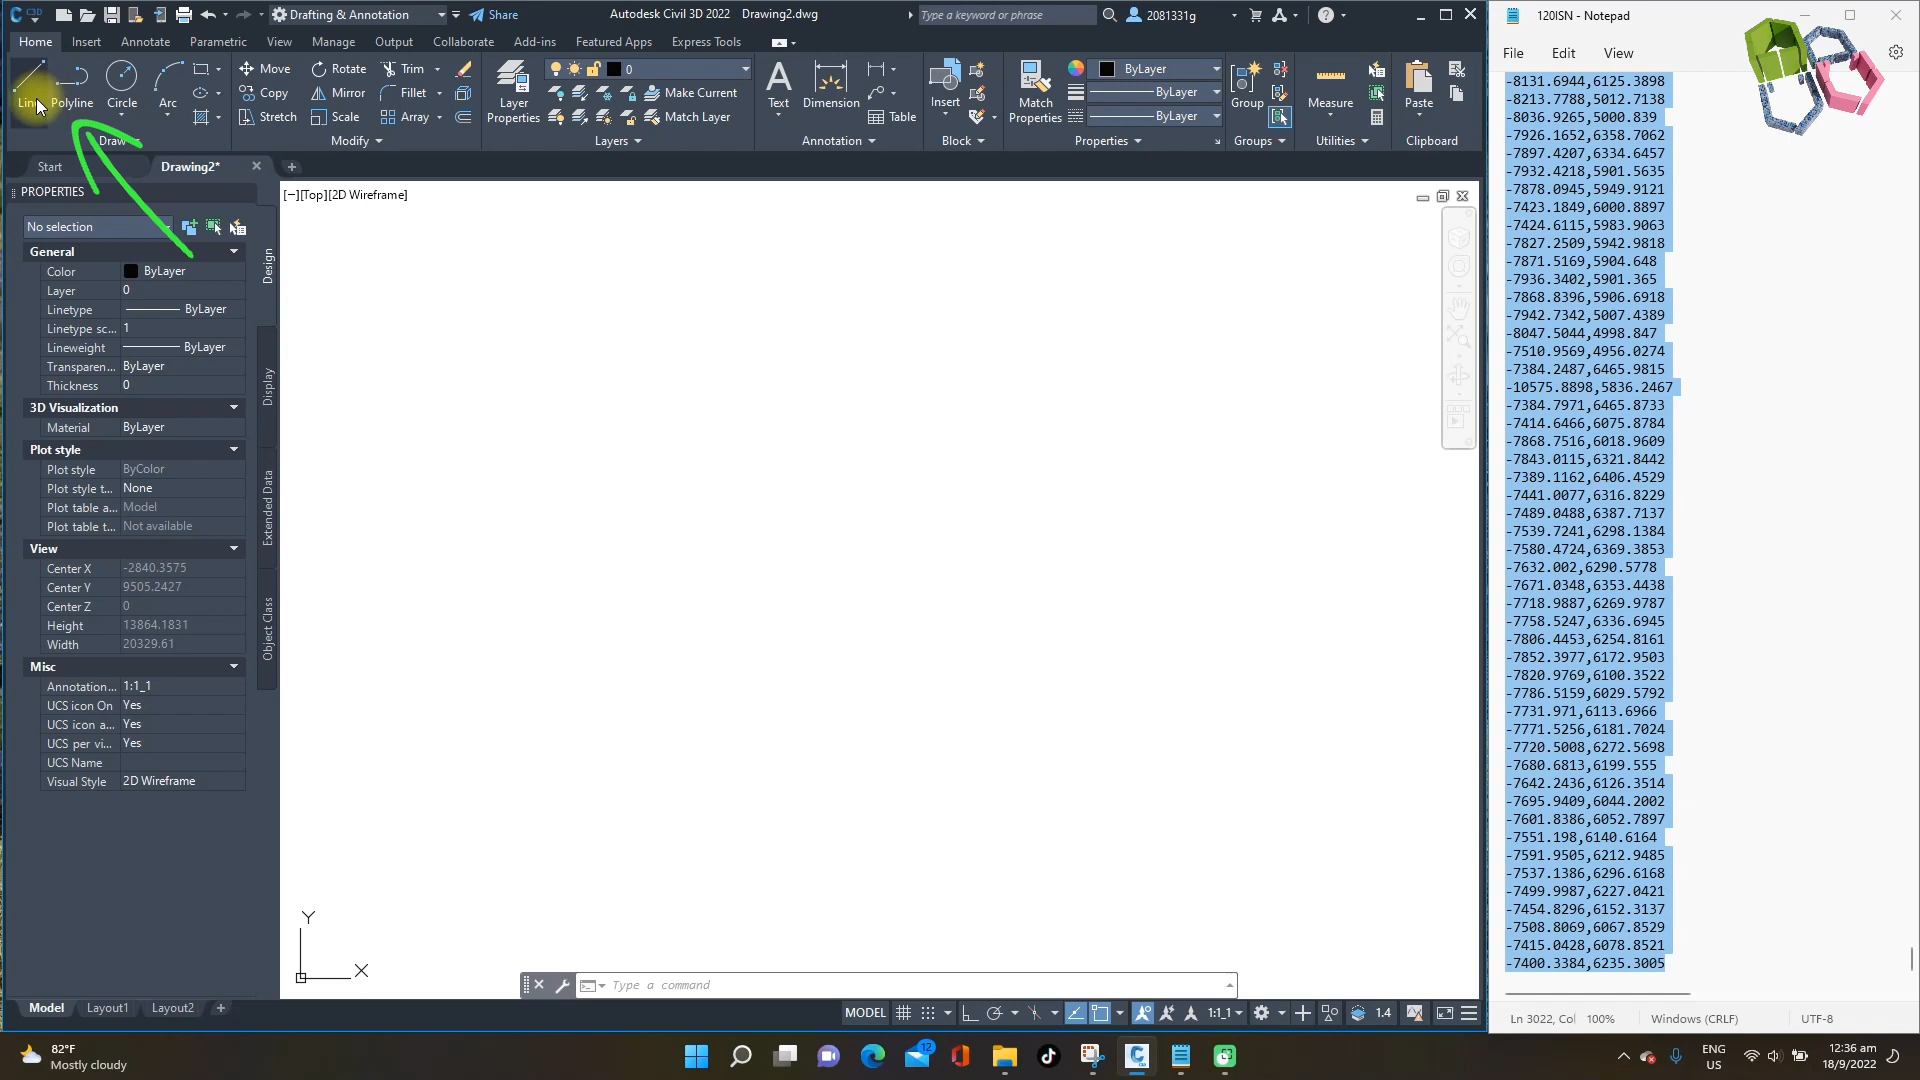 C3D
Drafting & Annotation
Share
Autodesk Civil 3D 2022 Drawing2.dwg
Type a keyword or phrase
2081331g
Home Insert Annotate Parametric View Manage Output Collaborate Add-ins Featured Apps Express Tools
Line Polyline Circle Arc
Move Rotate Trim
Copy Mirror Fillet
Stretch Scale Array
Layer Properties
0
Make Current
Match Layer
Text Dimension Table
Insert
Match Properties
ByLayer
ByLayer
ByLayer
Group Measure Paste
Draw Modify Layers Annotation Block Properties Groups Utilities Clipboard
Start Drawing2*
PROPERTIES
No selection
General
Color ByLayer
Layer 0
Linetype ByLayer
Linetype sc... 1
Lineweight ByLayer
Transparen... ByLayer
Thickness 0
3D Visualization
Material ByLayer
Plot style
Plot style ByColor
Plot style t... None
Plot table a... Model
Plot table t... Not available
View
Center X -2840.3575
Center Y 9505.2427
Center Z 0
Height 13864.1831
Width 20329.61
Misc
Annotation... 1:1_1
UCS icon On Yes
UCS icon a... Yes
UCS per vi... Yes
UCS Name
Visual Style 2D Wireframe
Design
Display
Extended Data
Object Class
[−][Top][2D Wireframe]
Y
X
Type a command
Model Layout1 Layout2
MODEL 1:1_1 1.4
120ISN - Notepad
File Edit View
-8131.6944,6125.3898
-8213.7788,5012.7138
-8036.9265,5000.839
-7926.1652,6358.7062
-7897.4207,6334.6457
-7932.4218,5901.5635
-7878.0945,5949.9121
-7423.1849,6000.8897
-7424.6115,5983.9063
-7827.2509,5942.9818
-7871.5169,5904.648
-7936.3402,5901.365
-7868.8396,5906.6918
-7942.7342,5007.4389
-8047.5044,4998.847
-7510.9569,4956.0274
-7384.2487,6465.9815
-10575.8898,5836.2467
-7384.7971,6465.8733
-7414.6466,6075.8784
-7868.7516,6018.9609
-7843.0115,6321.8442
-7389.1162,6406.4529
-7441.0077,6316.8229
-7489.0488,6387.7137
-7539.7241,6298.1384
-7580.4724,6369.3853
-7632.002,6290.5778
-7671.0348,6353.4438
-7718.9887,6269.9787
-7758.5247,6336.6945
-7806.4453,6254.8161
-7852.3977,6172.9503
-7820.9769,6100.3522
-7786.5159,6029.5792
-7731.971,6113.6966
-7771.5256,6181.7024
-7720.5008,6272.5698
-7680.6813,6199.555
-7642.2436,6126.3514
-7695.9409,6044.2002
-7601.8386,6052.7897
-7551.198,6140.6164
-7591.9505,6212.9485
-7537.1386,6296.6168
-7499.9987,6227.0421
-7454.8296,6152.3137
-7508.8069,6067.8529
-7415.0428,6078.8521
-7400.3384,6235.3005
Ln 3022, Col 100% Windows (CRLF) UTF-8
82°F
Mostly cloudy
12
ENG
US
12:36 am
18/9/2022